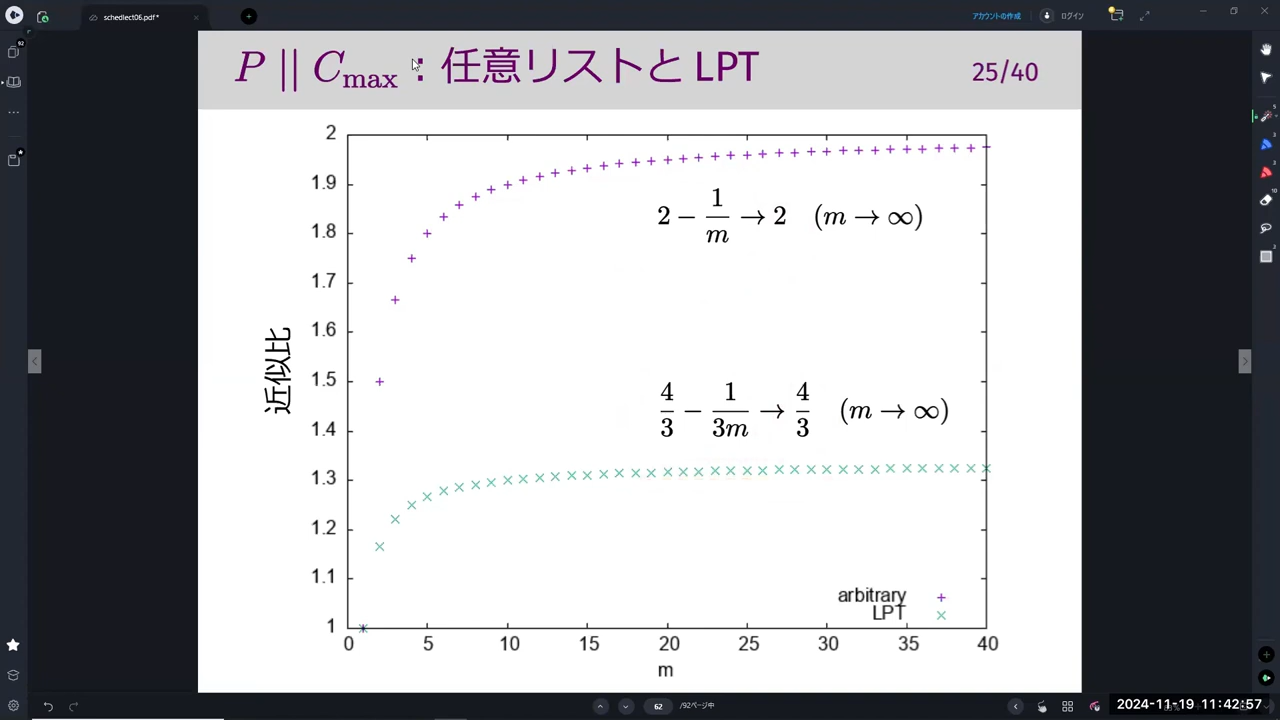 schedlect06.pdf*
アカウントの作成
ログイン
92
P || Cmax : 任意リストと LPT
25/40
2
1.9
1.8
1.7
1.6
1.5
1.4
1.3
1.2
1.1
1
近似比
2 − 1/m → 2 (m → ∞)
4/3 − 1/3m → 4/3 (m → ∞)
arbitrary
LPT
0 5 10 15 20 25 30 35 40
m
62 /92ページ中
2024-11-19 11:42:57